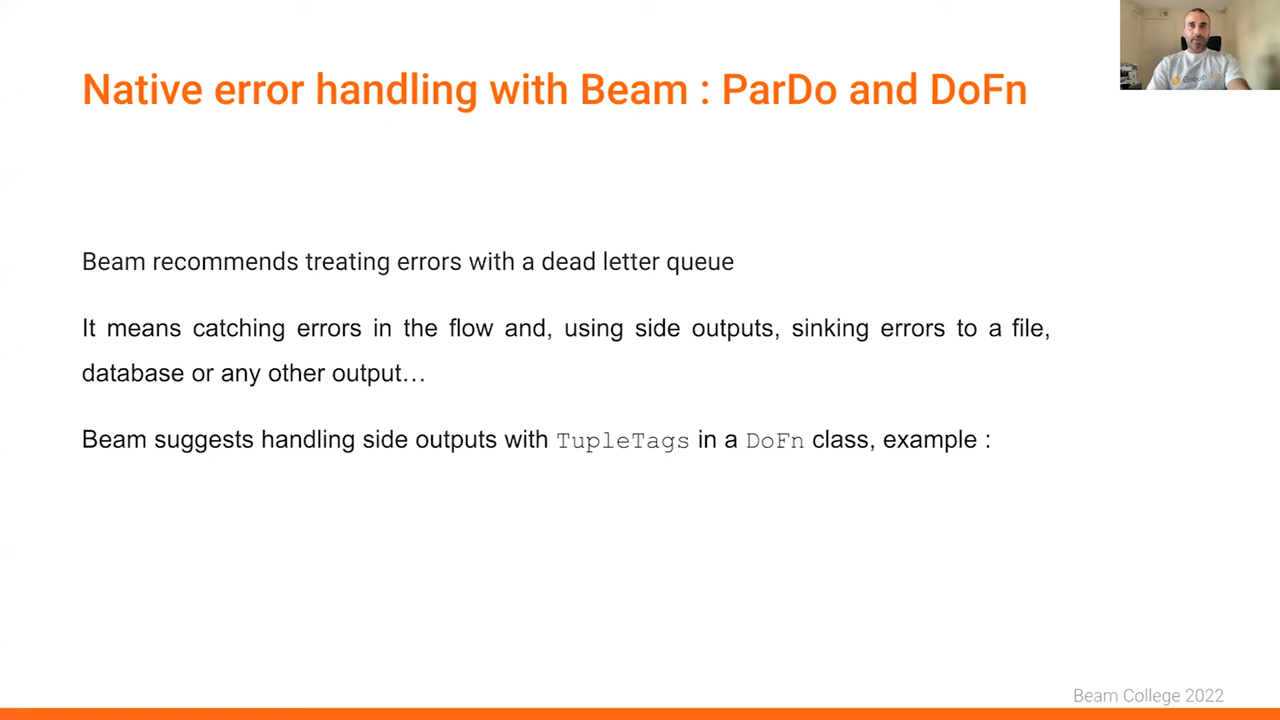 Native error handling with Beam : ParDo and DoFn
Beam recommends treating errors with a dead letter queue
It means catching errors in the flow and, using side outputs, sinking errors to a file,
database or any other output…
Beam suggests handling side outputs with TupleTags in a DoFn class, example :
Beam College 2022